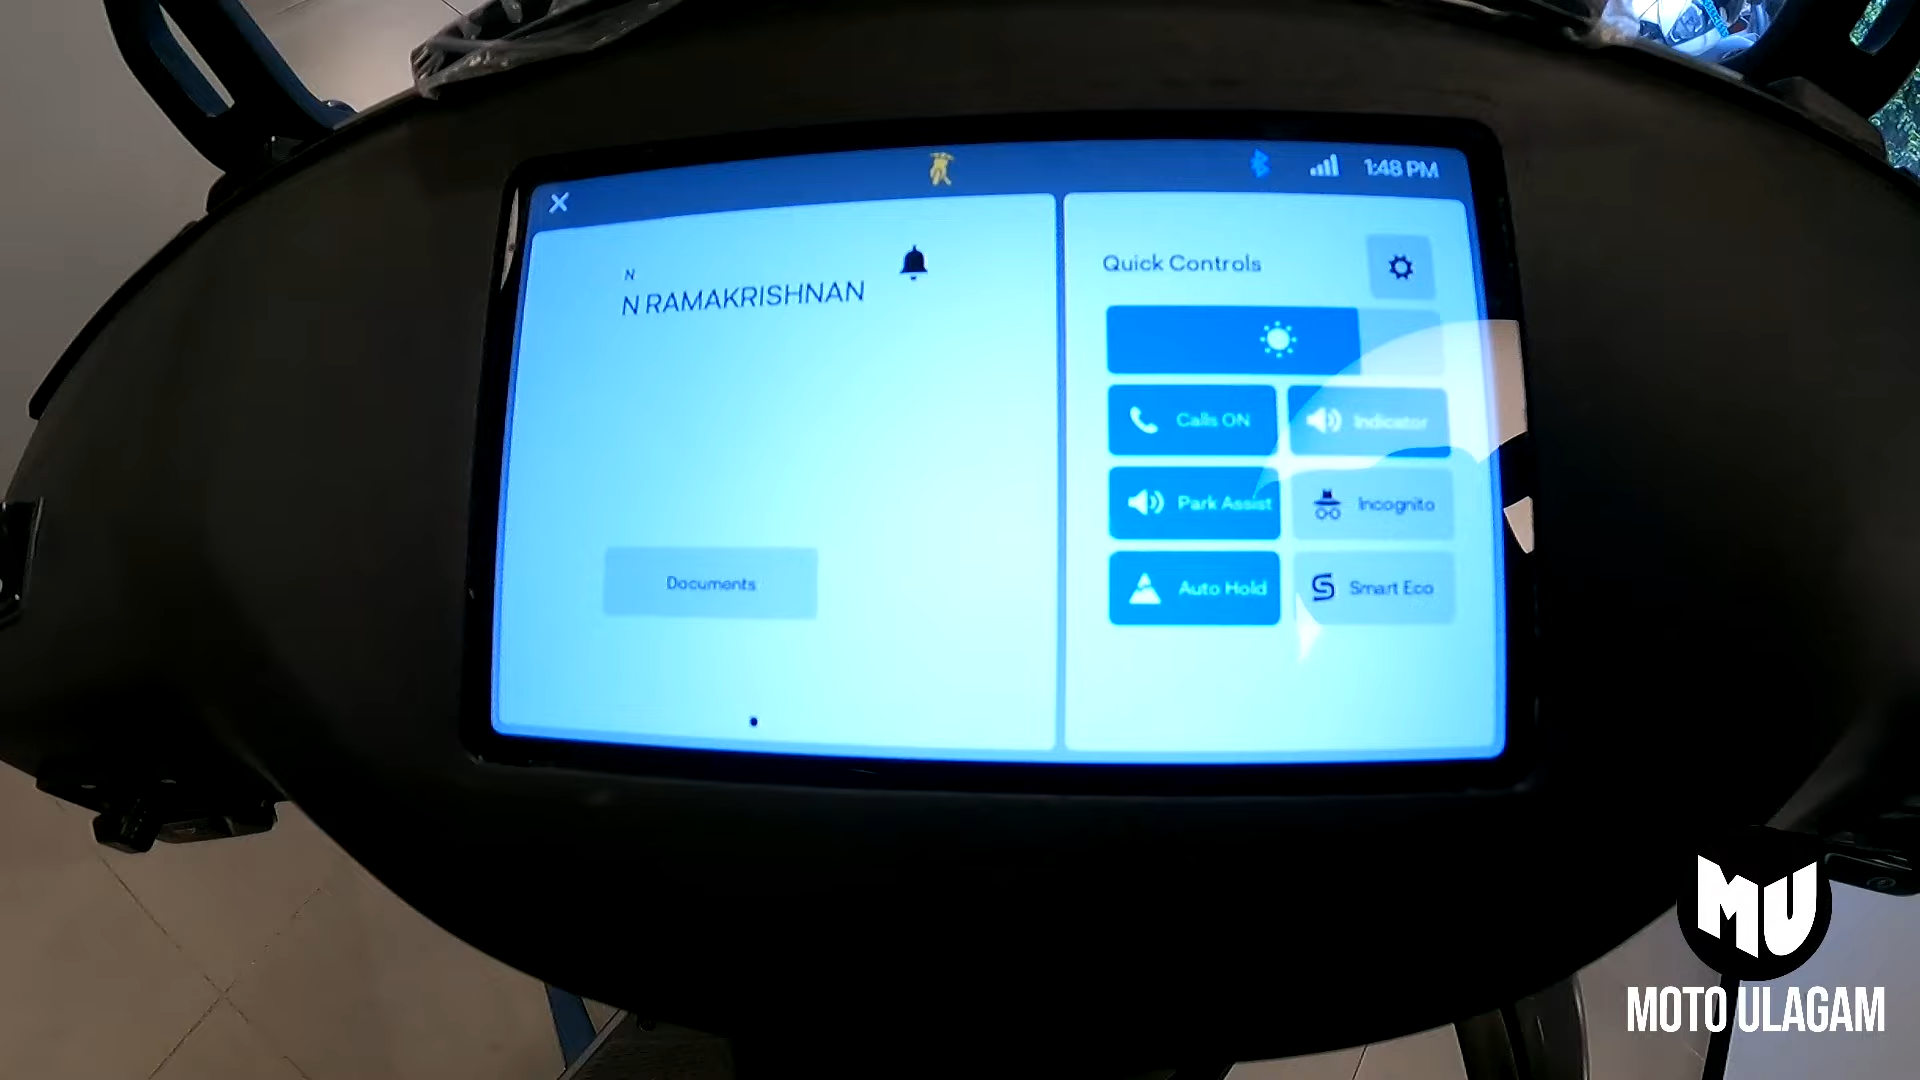 1:48 PM
N
N RAMAKRISHNAN
Documents
Quick Controls
Calls ON
Indicator
Park Assist
Incognito
Auto Hold
Smart Eco
MU
MOTO ULAGAM